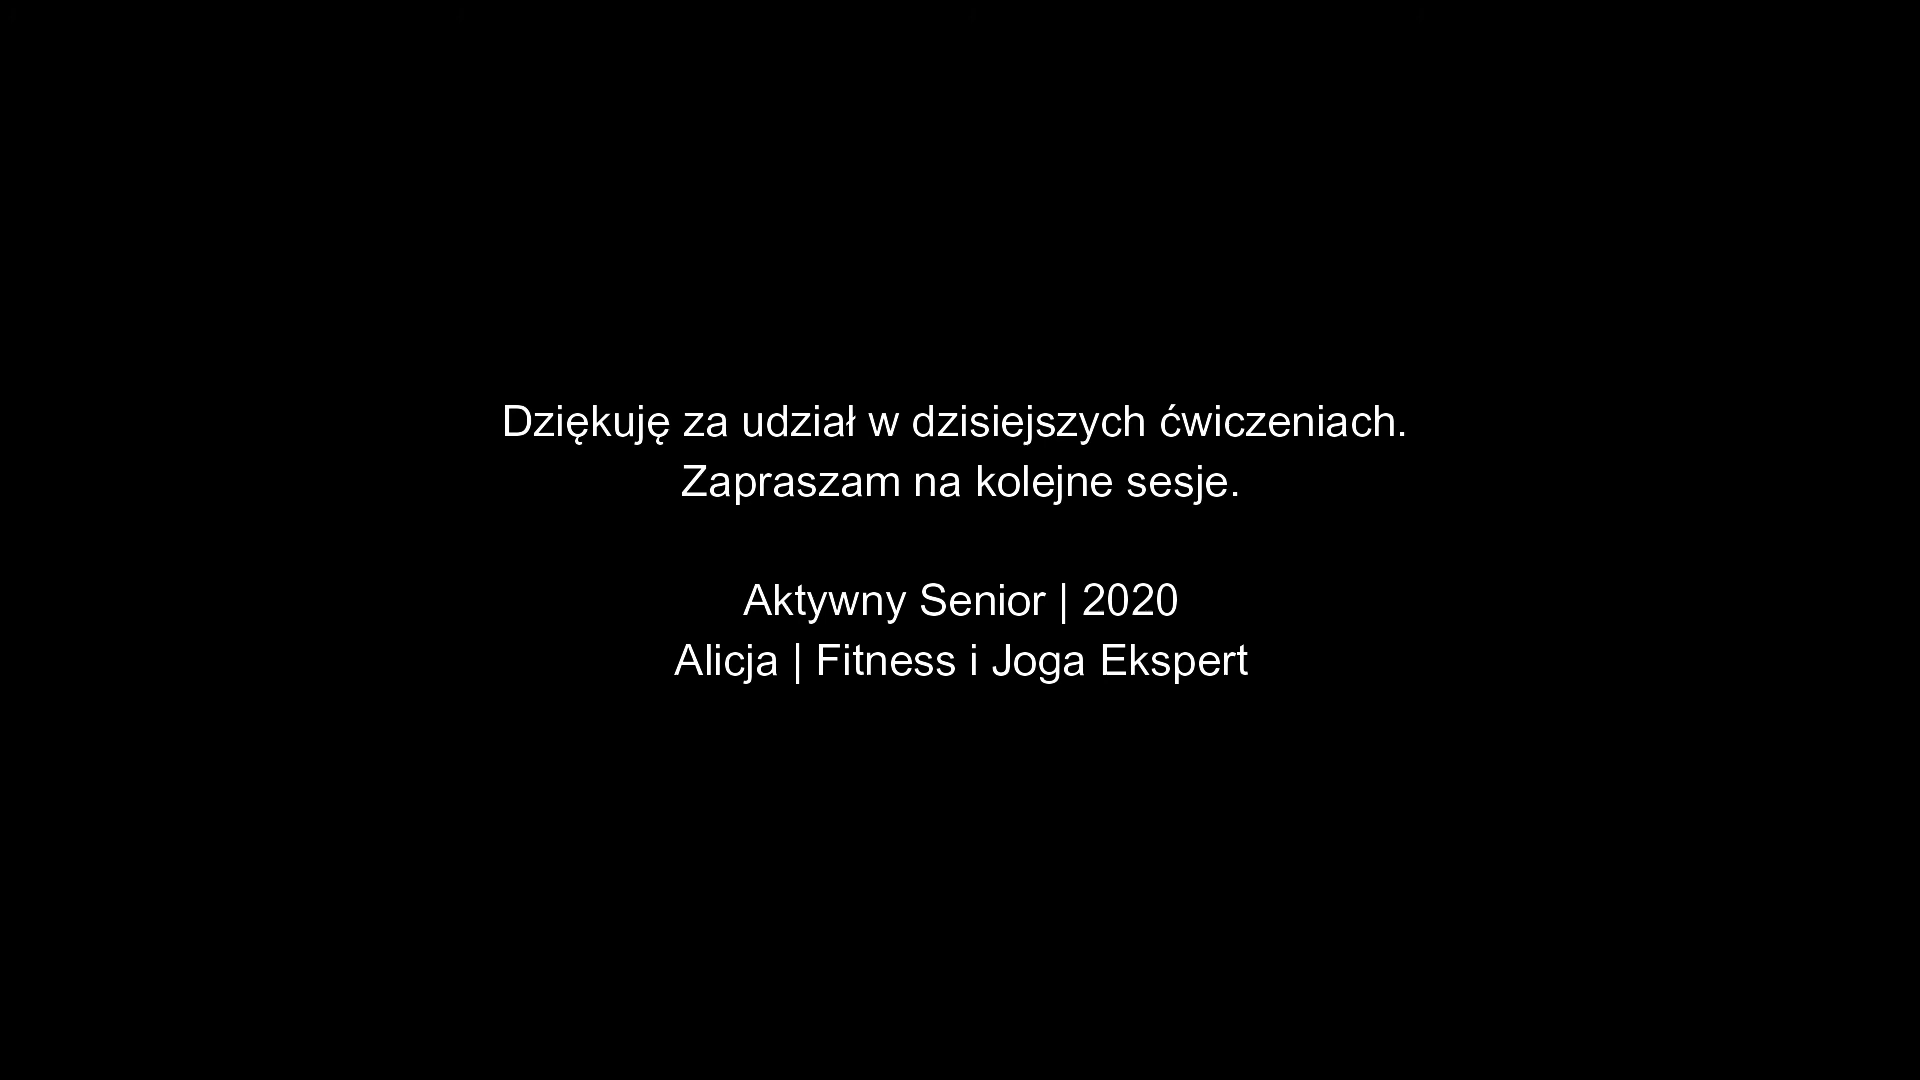 Dziękuję za udział w dzisiejszych ćwiczeniach.
Zapraszam na kolejne sesje.
Aktywny Senior | 2020
Alicja | Fitness i Joga Ekspert